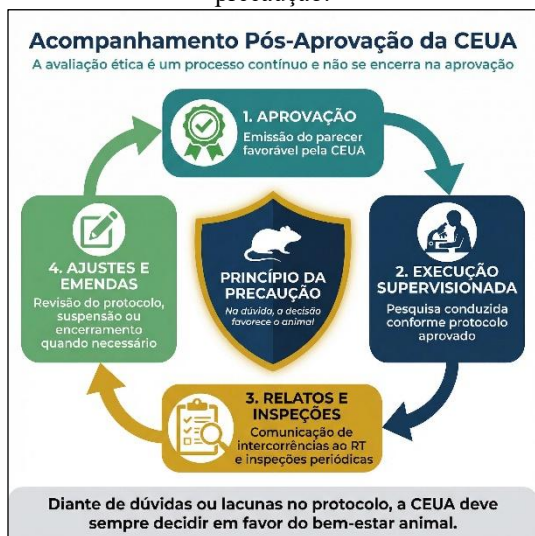 precaução.
Acompanhamento Pós-Aprovação da CEUA
A avaliação ética é um processo contínuo e não se encerra na aprovação
1. APROVAÇÃO
Emissão do parecer
favorável pela CEUA
2. EXECUÇÃO
SUPERVISIONADA
Pesquisa conduzida
conforme protocolo
aprovado
3. RELATOS E
INSPEÇÕES
Comunicação de
intercorrências ao RT
e inspeções periódicas
4. AJUSTES E
EMENDAS
Revisão do protocolo,
suspensão ou
encerramento
quando necessário
PRINCÍPIO DA
PRECAUÇÃO
Na dúvida, a decisão
favorece o animal
Diante de dúvidas ou lacunas no protocolo, a CEUA deve
sempre decidir em favor do bem-estar animal.